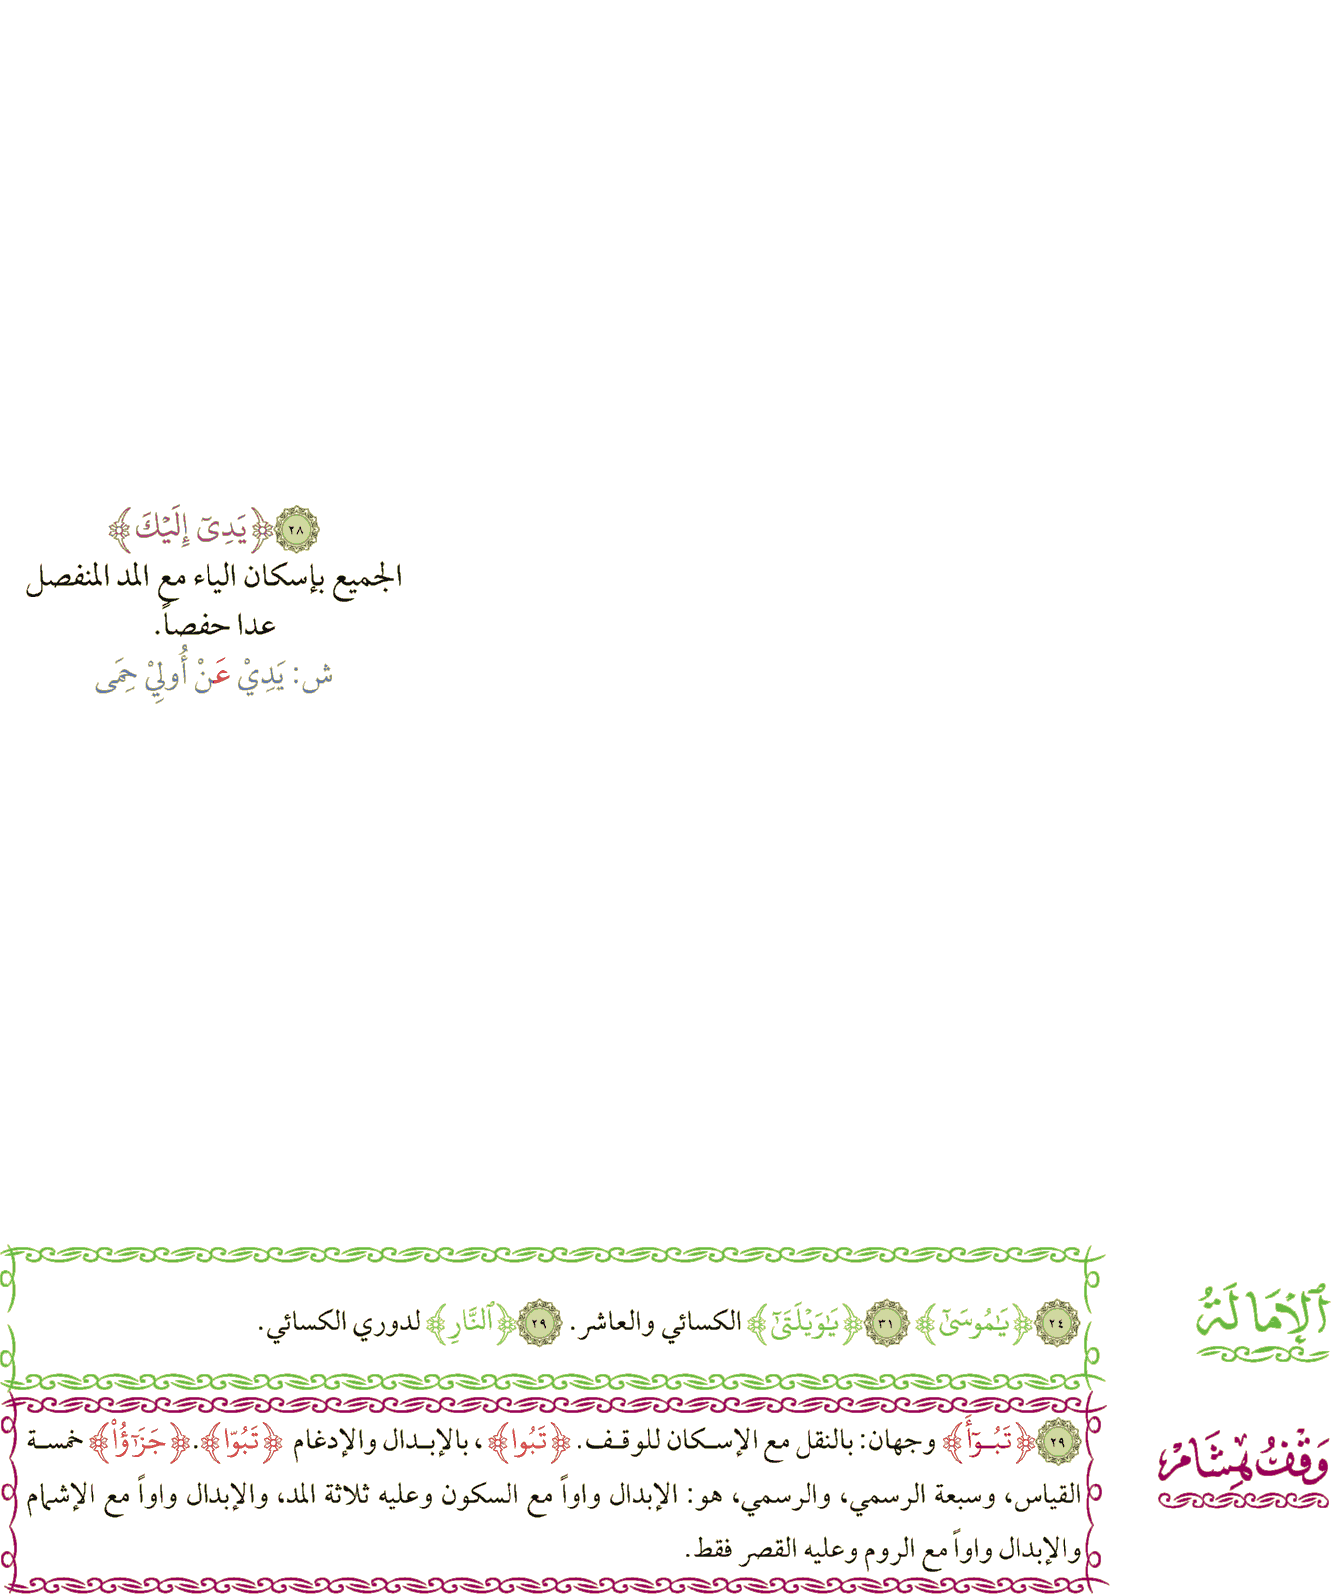 ٢٨ ﴿يَدِىَ إِلَيْكَ﴾
الجميع بإسكان الياء مع المد المنفصل
عدا حفصاً.
ش: يَدِيْ عَنْ أُولِيْ حِمَى
ٱلْإِمَالَةُ
٢٤ ﴿يَٰمُوسَىٰٓ﴾ ٣١ ﴿يَٰوَيْلَتَىٰٓ﴾ الكسائي والعاشر. ٢٩ ﴿ٱلنَّارِ﴾ لدوري الكسائي.
وَقْفُ هِشَامٍ
٢٩ ﴿تَبُوٓأَ﴾ وجهان: بالنقل مع الإسكان للوقف. ﴿تَبُوا﴾، بالإبدال والإدغام ﴿تَبُوّا﴾. ﴿جَزَٰٓؤُاْ﴾ خمسة
القياس، وسبعة الرسمي، والرسمي، هو: الإبدال واواً مع السكون وعليه ثلاثة المد، والإبدال واواً مع الإشمام
والإبدال واواً مع الروم وعليه القصر فقط.